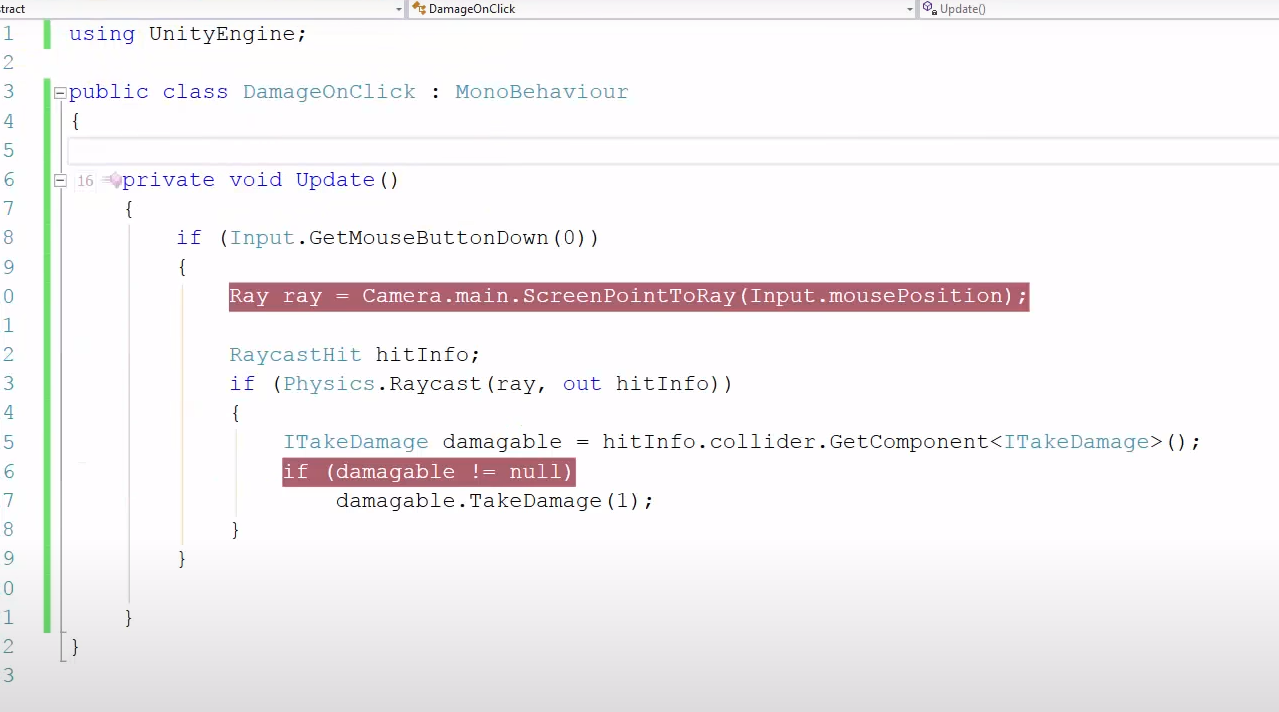 tract DamageOnClick Update()
1 using UnityEngine;
2
3 public class DamageOnClick : MonoBehaviour
4 {
5
6 16 private void Update()
7 {
8 if (Input.GetMouseButtonDown(0))
9 {
0 Ray ray = Camera.main.ScreenPointToRay(Input.mousePosition);
1
2 RaycastHit hitInfo;
3 if (Physics.Raycast(ray, out hitInfo))
4 {
5 ITakeDamage damagable = hitInfo.collider.GetComponent<ITakeDamage>();
6 if (damagable != null)
7 damagable.TakeDamage(1);
8 }
9 }
0
1 }
2 }
3